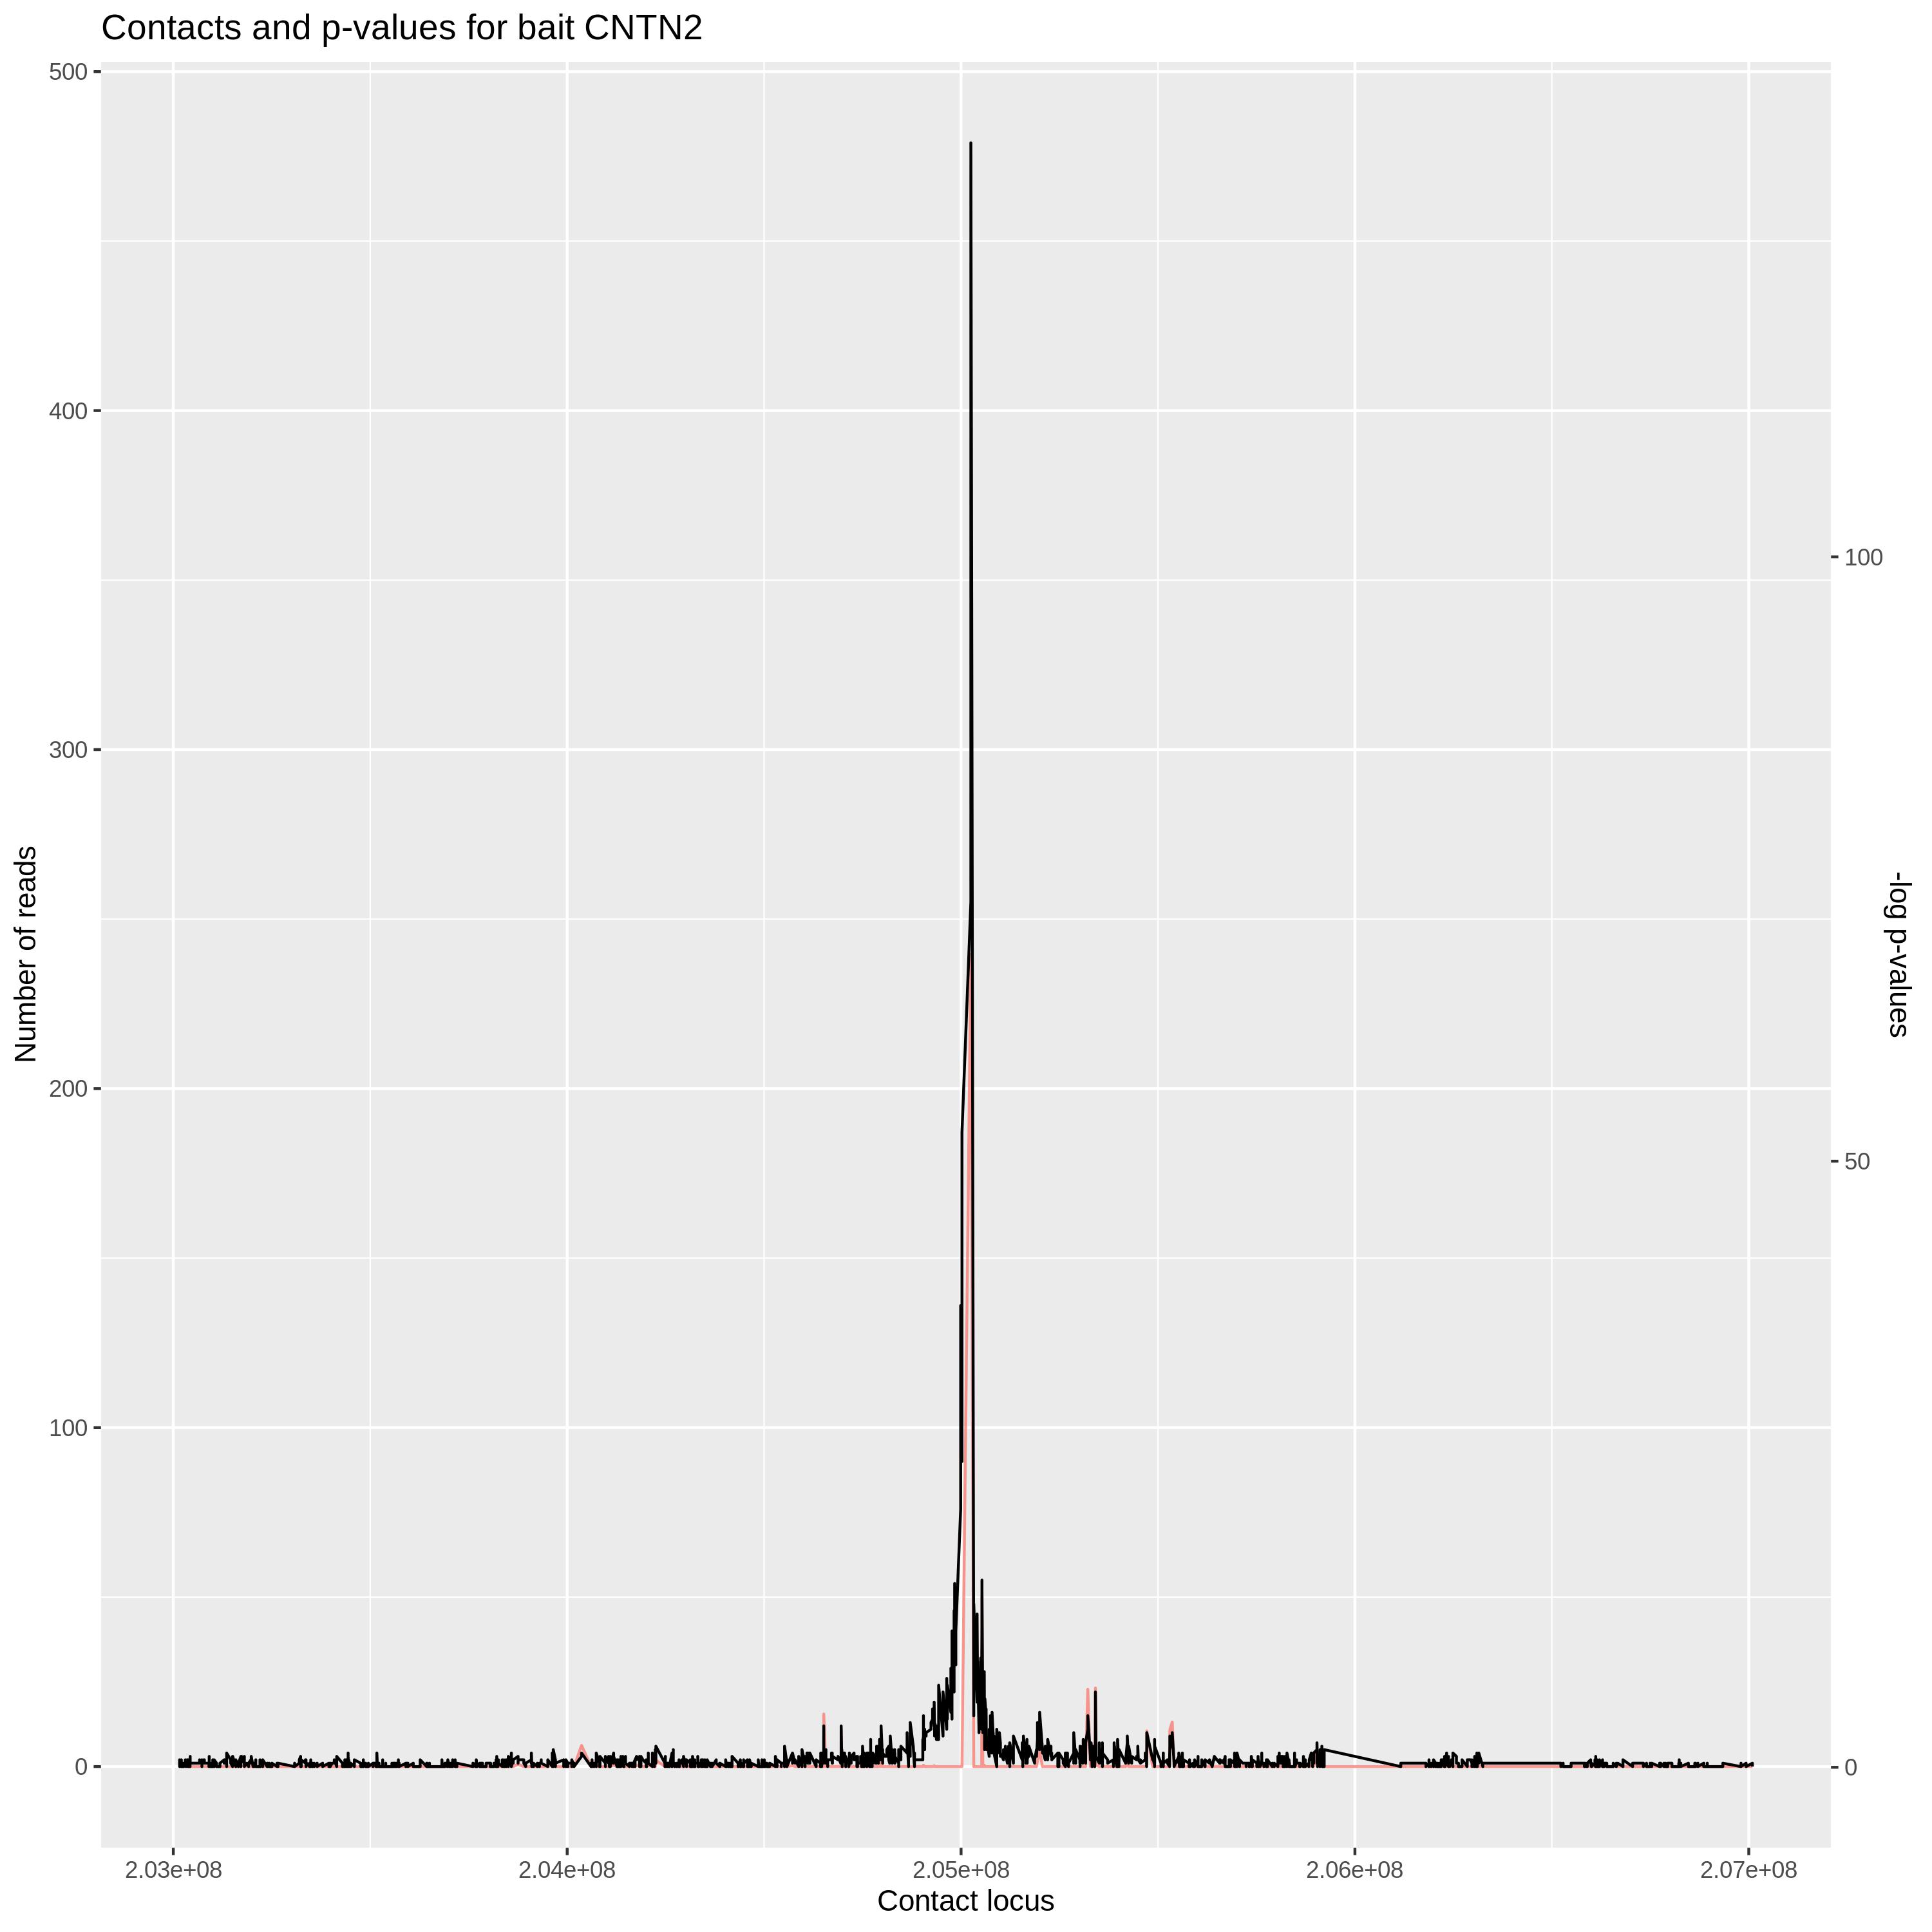 Contacts and p-values for bait CNTN2
500
400
300
200
100
0
Number of reads
100
50
0
-log p-values
2.03e+08
2.04e+08
2.05e+08
2.06e+08
2.07e+08
Contact locus